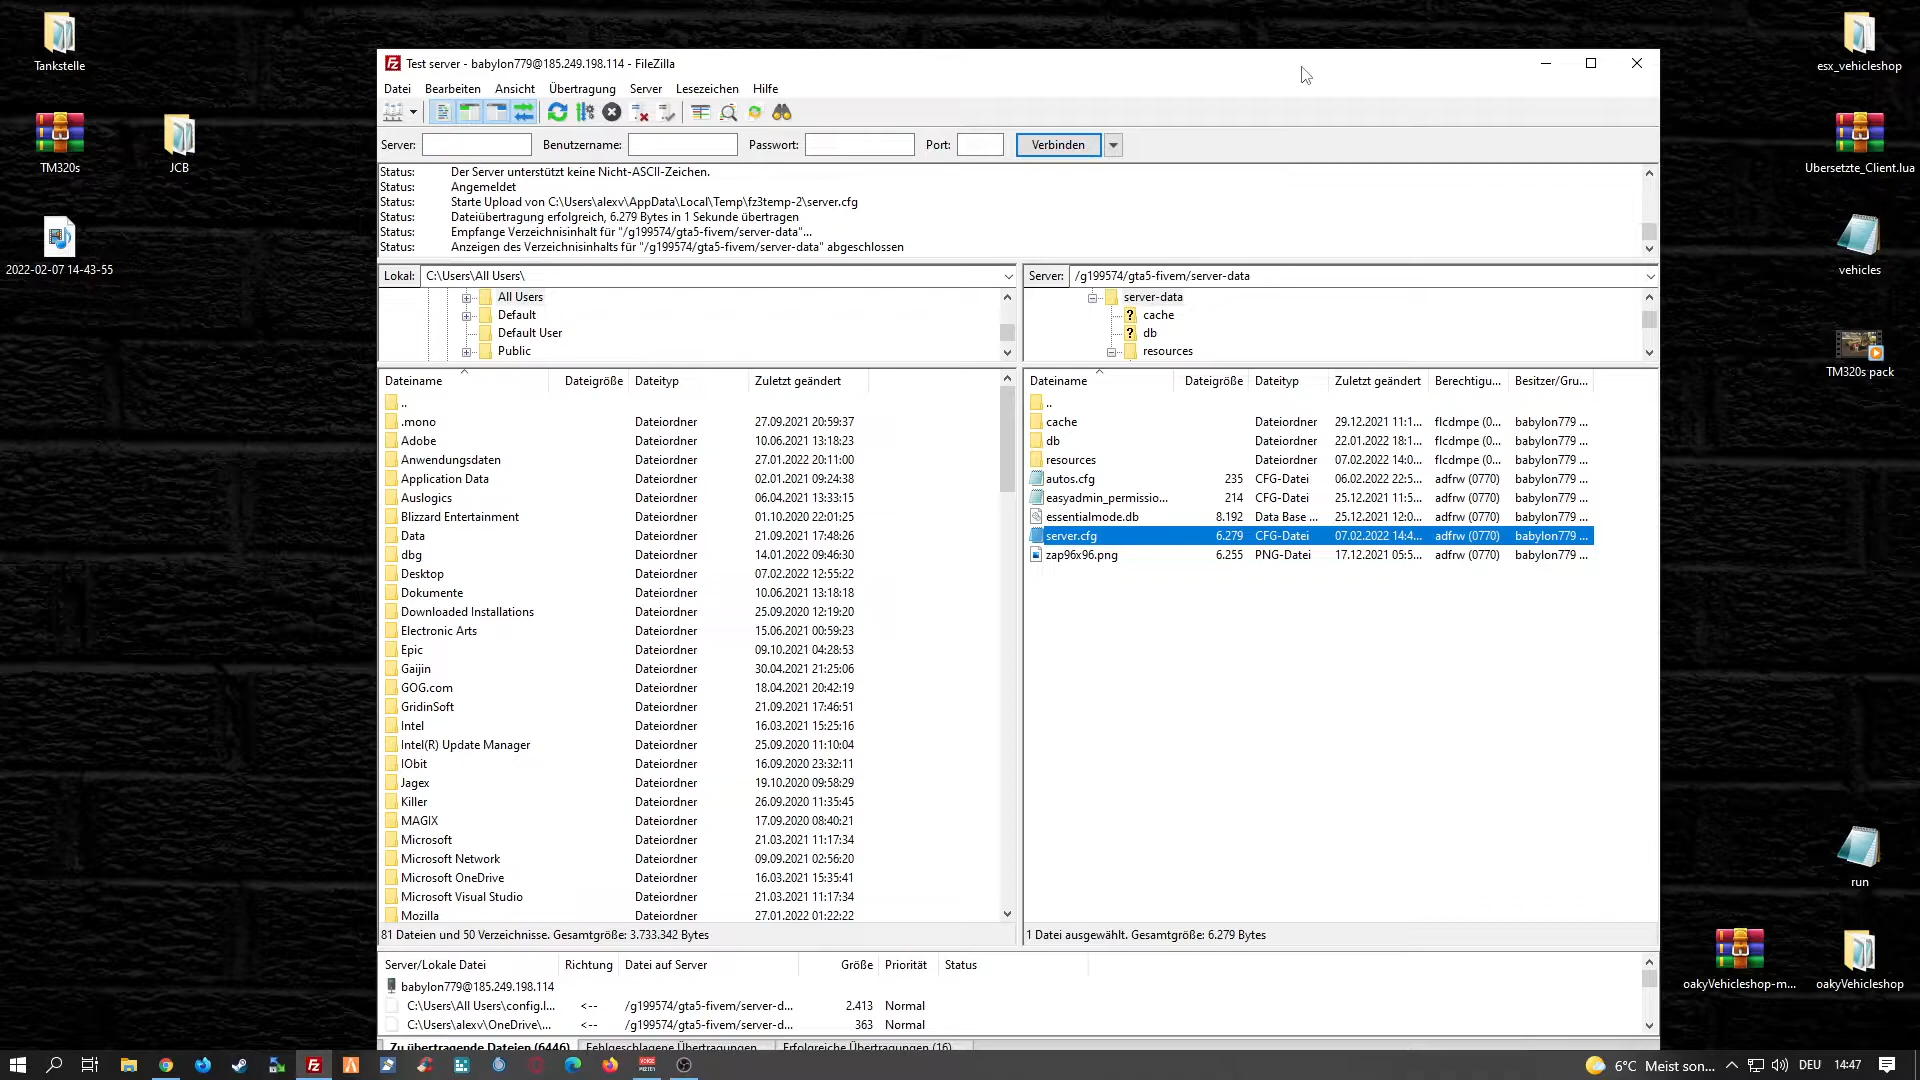 Tankstelle
TM320s
JCB
2022-02-07 14-43-55
Test server - babylon779@185.249.198.114 - FileZilla
Datei Bearbeiten Ansicht Übertragung Server Lesezeichen Hilfe
Server: Benutzername: Passwort: Port: Verbinden
Status: Der Server unterstützt keine Nicht-ASCII-Zeichen.
Status: Angemeldet
Status: Starte Upload von C:\Users\alexv\AppData\Local\Temp\fz3temp-2\server.cfg
Status: Dateiübertragung erfolgreich, 6.279 Bytes in 1 Sekunde übertragen
Status: Empfange Verzeichnisinhalt für "/g199574/gta5-fivem/server-data"...
Status: Anzeigen des Verzeichnisinhalts für "/g199574/gta5-fivem/server-data" abgeschlossen
Lokal: C:\Users\All Users\
All Users
Default
Default User
Public
Dateiname Dateigröße Dateityp Zuletzt geändert
..
.mono Dateiordner 27.09.2021 20:59:37
Adobe Dateiordner 10.06.2021 13:18:23
Anwendungsdaten Dateiordner 27.01.2022 20:11:00
Application Data Dateiordner 02.01.2021 09:24:38
Auslogics Dateiordner 06.04.2021 13:33:15
Blizzard Entertainment Dateiordner 01.10.2020 22:01:25
Data Dateiordner 21.09.2021 17:48:26
dbg Dateiordner 14.01.2022 09:46:30
Desktop Dateiordner 07.02.2022 12:55:22
Dokumente Dateiordner 10.06.2021 13:18:18
Downloaded Installations Dateiordner 25.09.2020 12:19:20
Electronic Arts Dateiordner 15.06.2021 00:59:23
Epic Dateiordner 09.10.2021 04:28:53
Gaijin Dateiordner 30.04.2021 21:25:06
GOG.com Dateiordner 18.04.2021 20:42:19
GridinSoft Dateiordner 21.09.2021 17:46:51
Intel Dateiordner 16.03.2021 15:25:16
Intel(R) Update Manager Dateiordner 25.09.2020 11:10:04
IObit Dateiordner 16.09.2020 23:32:11
Jagex Dateiordner 19.10.2020 09:58:29
Killer Dateiordner 26.09.2020 11:35:45
MAGIX Dateiordner 17.09.2020 08:40:21
Microsoft Dateiordner 21.03.2021 11:17:34
Microsoft Network Dateiordner 09.09.2021 02:56:20
Microsoft OneDrive Dateiordner 16.03.2021 15:35:41
Microsoft Visual Studio Dateiordner 21.03.2021 11:17:34
Mozilla Dateiordner 27.01.2022 01:22:22
81 Dateien und 50 Verzeichnisse. Gesamtgröße: 3.733.342 Bytes
Server: /g199574/gta5-fivem/server-data
server-data
? cache
? db
resources
Dateiname Dateigröße Dateityp Zuletzt geändert Berechtigu... Besitzer/Gru...
..
cache Dateiordner 29.12.2021 11:1... flcdmpe (0... babylon779 ...
db Dateiordner 22.01.2022 18:1... flcdmpe (0... babylon779 ...
resources Dateiordner 07.02.2022 14:0... flcdmpe (0... babylon779 ...
autos.cfg 235 CFG-Datei 06.02.2022 22:5... adfrw (0770) babylon779 ...
easyadmin_permissio... 214 CFG-Datei 25.12.2021 11:5... adfrw (0770) babylon779 ...
essentialmode.db 8.192 Data Base ... 25.12.2021 12:0... adfrw (0770) babylon779 ...
server.cfg 6.279 CFG-Datei 07.02.2022 14:4... adfrw (0770) babylon779 ...
zap96x96.png 6.255 PNG-Datei 17.12.2021 05:5... adfrw (0770) babylon779 ...
1 Datei ausgewählt. Gesamtgröße: 6.279 Bytes
Server/Lokale Datei Richtung Datei auf Server Größe Priorität Status
babylon779@185.249.198.114
C:\Users\All Users\config.l... <-- /g199574/gta5-fivem/server-d... 2.413 Normal
C:\Users\alexv\OneDrive\... <-- /g199574/gta5-fivem/server-d... 363 Normal
Zu übertragende Dateien (6446) Fehlgeschlagene Übertragungen Erfolgreiche Übertragungen (16)
esx_vehicleshop
Übersetzte_Client.lua
vehicles
TM320s pack
run
oakyVehicleshop-m...
oakyVehicleshop
6°C Meist son... DEU 14:47